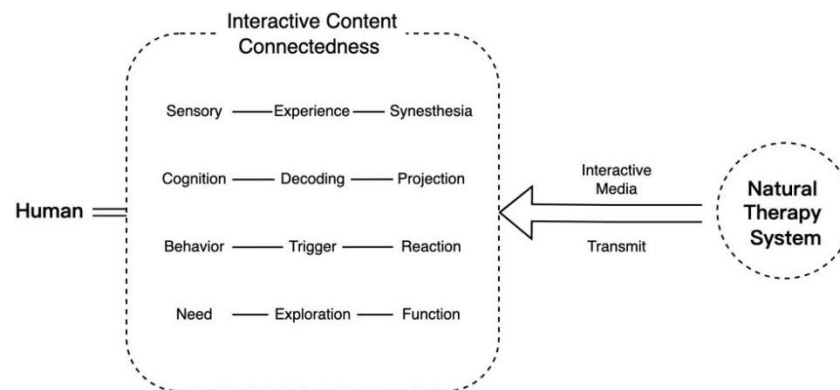 Interactive Content
Connectedness
Sensory Experience Synesthesia
Cognition Decoding Projection
Behavior Trigger Reaction
Need Exploration Function
Human
Interactive
Media
Transmit
Natural
Therapy
System